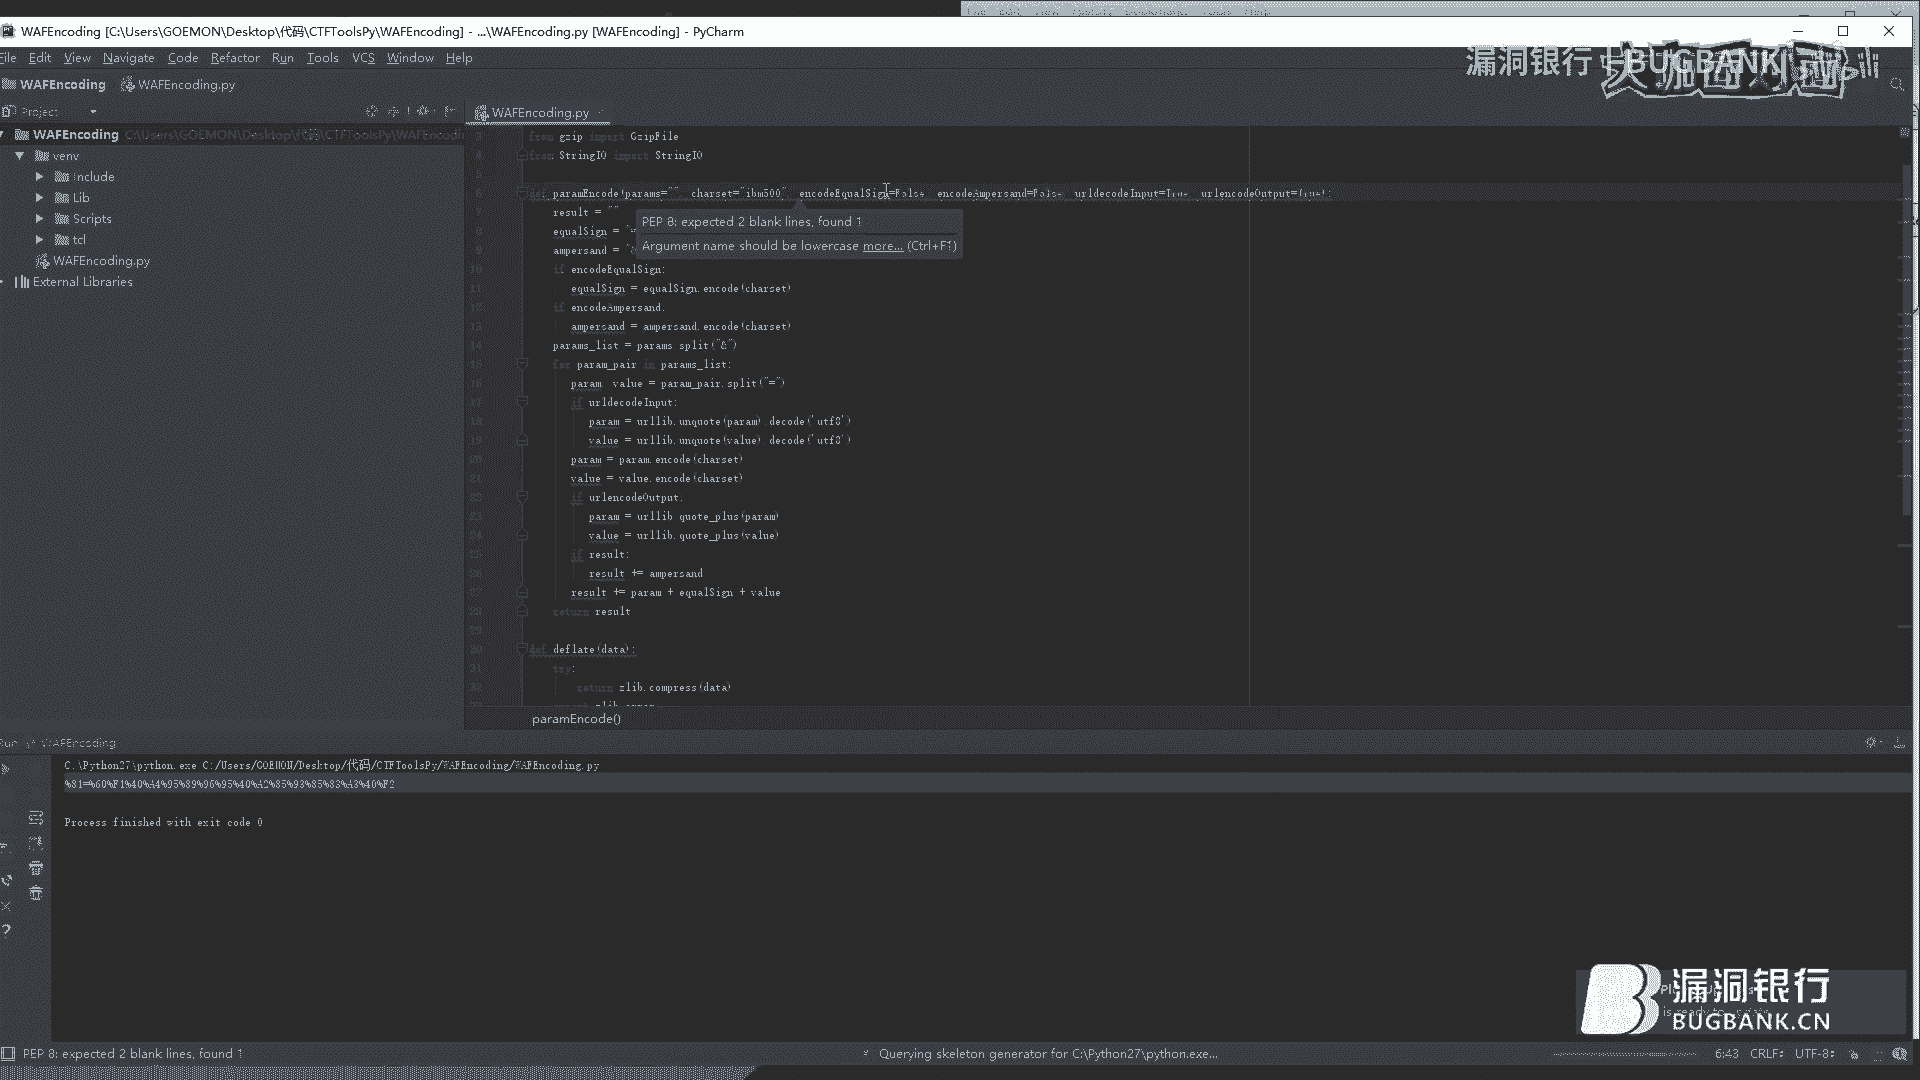 WAFEncoding [C:\Users\GOEMON\Desktop\代码\CTFToolsPy\WAFEncoding] - ...\WAFEncoding.py [WAFEncoding] - PyCharm
File Edit View Navigate Code Refactor Run Tools VCS Window Help
漏洞银行 | BUGBANK
WAFEncoding WAFEncoding.py
Project
WAFEncoding.py
WAFEncoding C:\Users\GOEMON\Desktop\代码\CTFToolsPy\WAFEncodin
venv
Include
Lib
Scripts
tcl
WAFEncoding.py
External Libraries
from gzip import GzipFile
from StringIO import StringIO
def paramEncode(params="", charset="ibm500", encodeEqualSign=False, encodeAmpersand=False, urldecodeInput=True, urlencodeOutput=True):
result = ""
equalSign = "=
ampersand = "
PEP 8: expected 2 blank lines, found 1
Argument name should be lowercase more... (Ctrl+F1)
if encodeEqualSign:
equalSign = equalSign.encode(charset)
if encodeAmpersand:
ampersand = ampersand.encode(charset)
params_list = params.split("&")
for param_pair in params_list:
param, value = param_pair.split("=")
if urldecodeInput:
param = urllib.unquote(param).decode('utf8')
value = urllib.unquote(value).decode('utf8')
param = param.encode(charset)
value = value.encode(charset)
if urlencodeOutput:
param = urllib.quote_plus(param)
value = urllib.quote_plus(value)
if result:
result += ampersand
result += param + equalSign + value
return result
def deflate(data):
try:
return zlib.compress(data)
paramEncode()
Run WAFEncoding
C:\Python27\python.exe C:/Users/GOEMON/Desktop/代码/CTFToolsPy/WAFEncoding/WAFEncoding.py
%81=%60%F1%40%A4%95%89%96%95%40%A2%85%93%85%83%A3%40%F2
Process finished with exit code 0
漏洞银行
BUGBANK.CN
PEP 8: expected 2 blank lines, found 1
Querying skeleton generator for C:\Python27\python.exe...
6:43 CRLF UTF-8